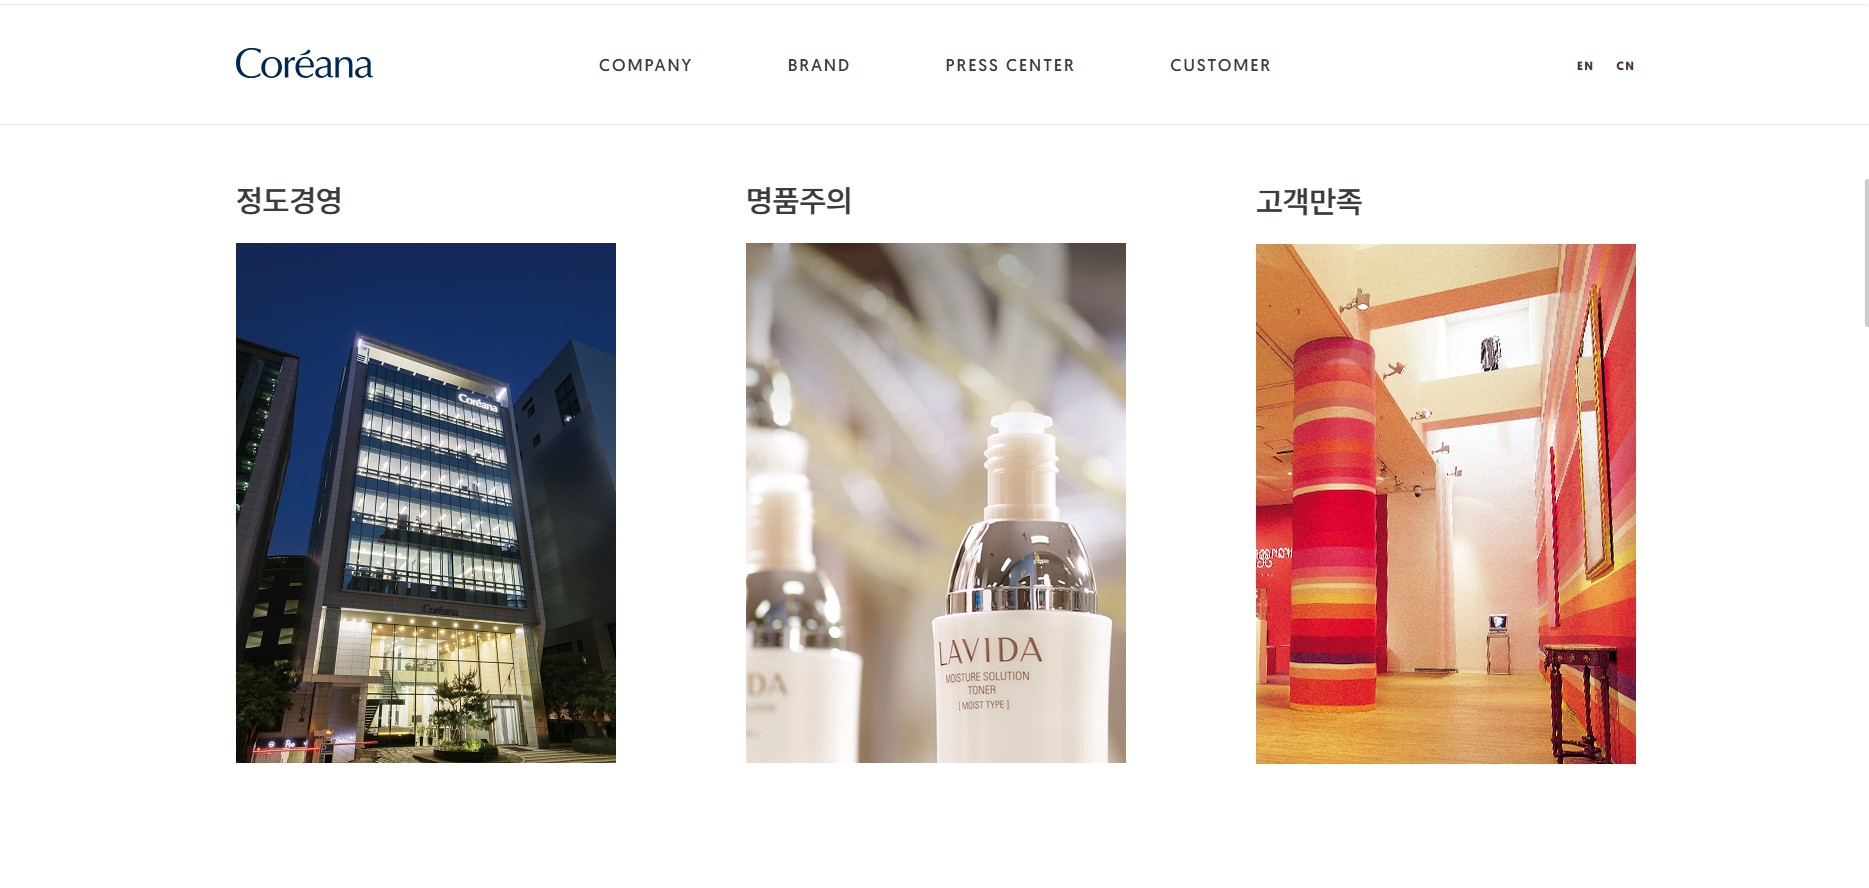 Coréana
COMPANY
BRAND
PRESS CENTER
CUSTOMER
EN
CN
정도경영
명품주의
고객만족
Coréana
Coréana
LAVIDA
MOISTURE SOLUTION
TONER
[ MOIST TYPE ]
DA